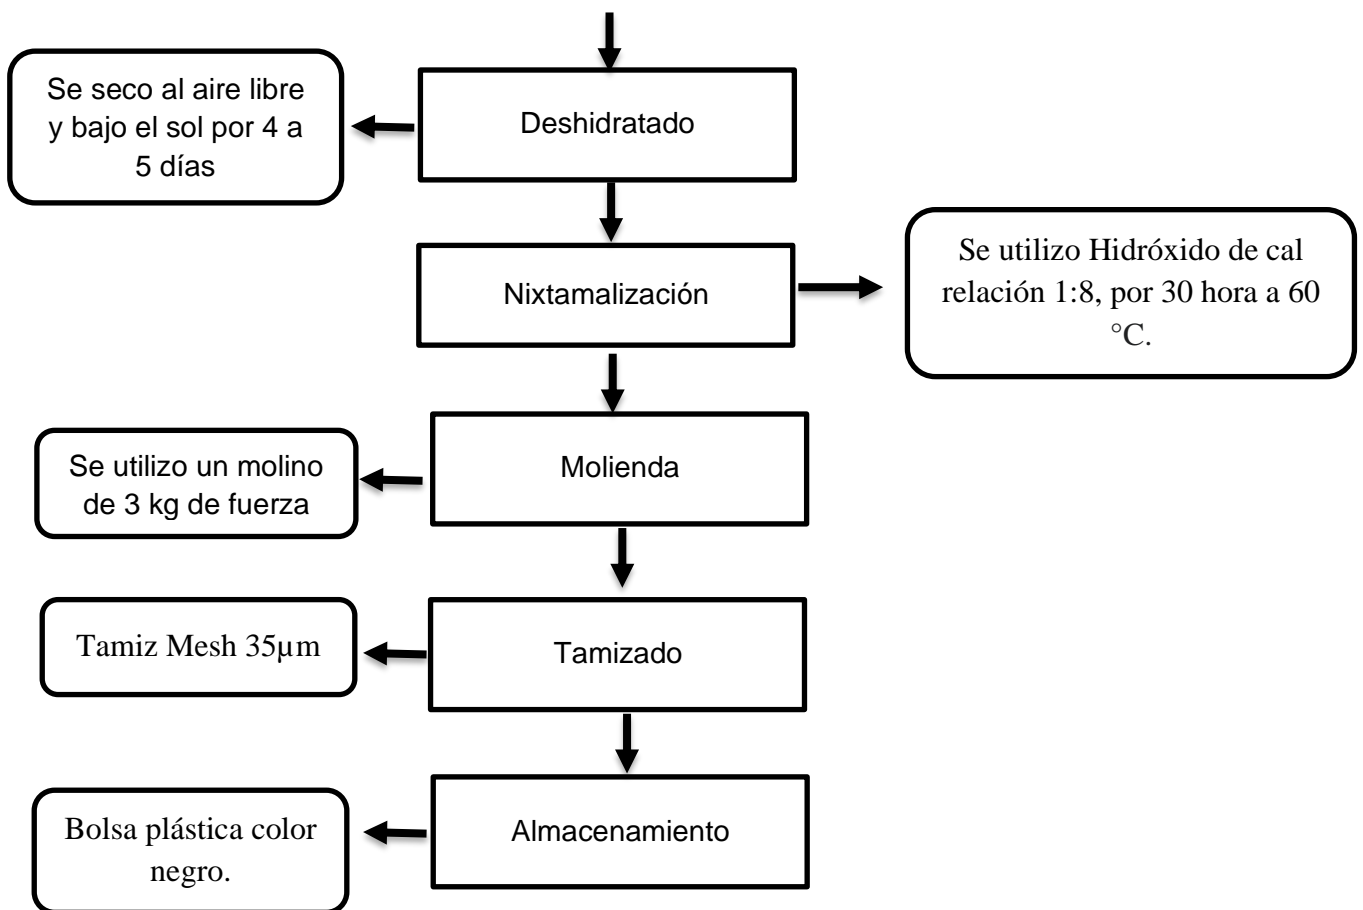 Se seco al aire libre
y bajo el sol por 4 a
5 días
Deshidratado
Nixtamalización
Se utilizo Hidróxido de cal
relación 1:8, por 30 hora a 60
°C.
Se utilizo un molino
de 3 kg de fuerza
Molienda
Tamiz Mesh 35µm
Tamizado
Bolsa plástica color
negro.
Almacenamiento